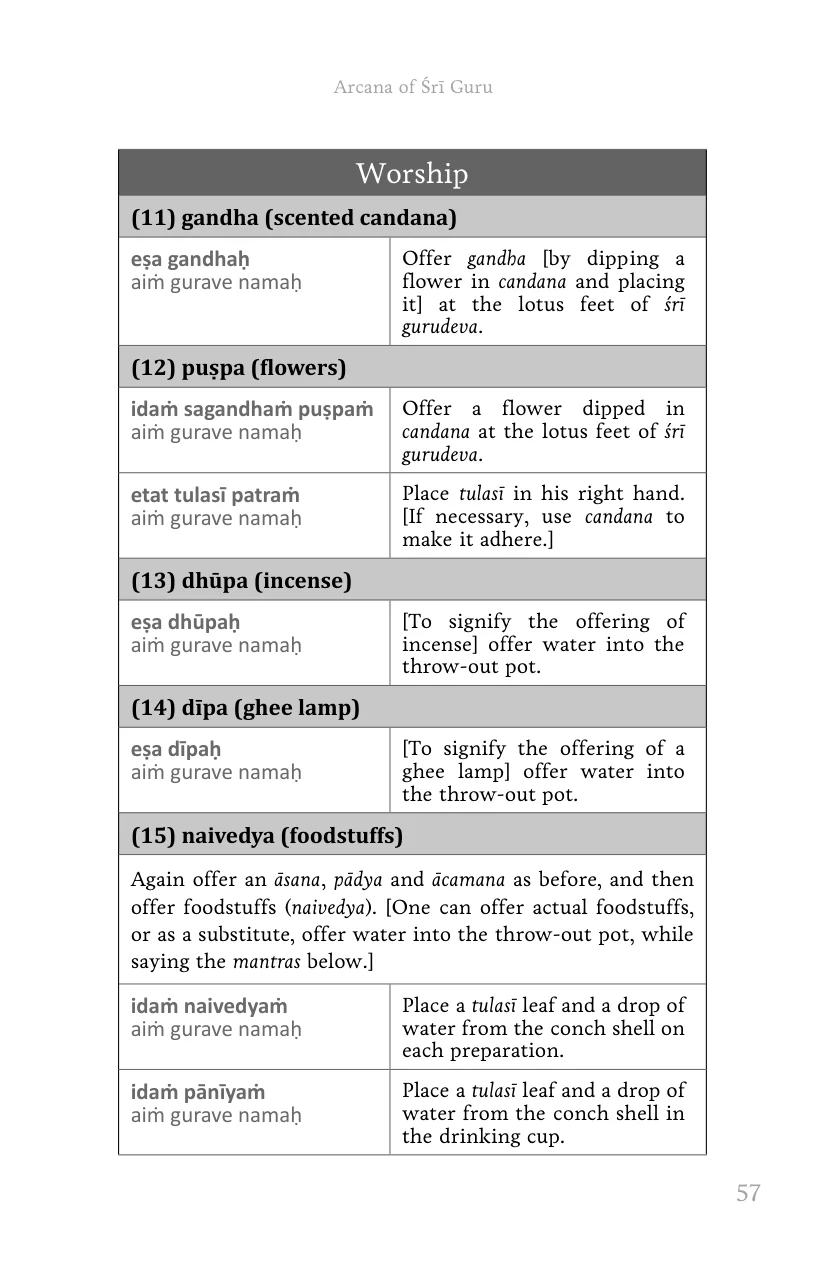 Arcana of Śrī Guru
Worship
(11) gandha (scented candana)
eṣa gandhaḥ
aiṁ gurave namaḥ
Offer gandha [by dipping a
flower in candana and placing
it] at the lotus feet of śrī
gurudeva.
(12) puṣpa (flowers)
idaṁ sagandhaṁ puṣpaṁ
aiṁ gurave namaḥ
Offer a flower dipped in
candana at the lotus feet of śrī
gurudeva.
etat tulasī patraṁ
aiṁ gurave namaḥ
Place tulasī in his right hand.
[If necessary, use candana to
make it adhere.]
(13) dhūpa (incense)
eṣa dhūpaḥ
aiṁ gurave namaḥ
[To signify the offering of
incense] offer water into the
throw-out pot.
(14) dīpa (ghee lamp)
eṣa dīpaḥ
aiṁ gurave namaḥ
[To signify the offering of a
ghee lamp] offer water into
the throw-out pot.
(15) naivedya (foodstuffs)
Again offer an āsana, pādya and ācamana as before, and then
offer foodstuffs (naivedya). [One can offer actual foodstuffs,
or as a substitute, offer water into the throw-out pot, while
saying the mantras below.]
idaṁ naivedyaṁ
aiṁ gurave namaḥ
Place a tulasī leaf and a drop of
water from the conch shell on
each preparation.
idaṁ pānīyaṁ
aiṁ gurave namaḥ
Place a tulasī leaf and a drop of
water from the conch shell in
the drinking cup.
57